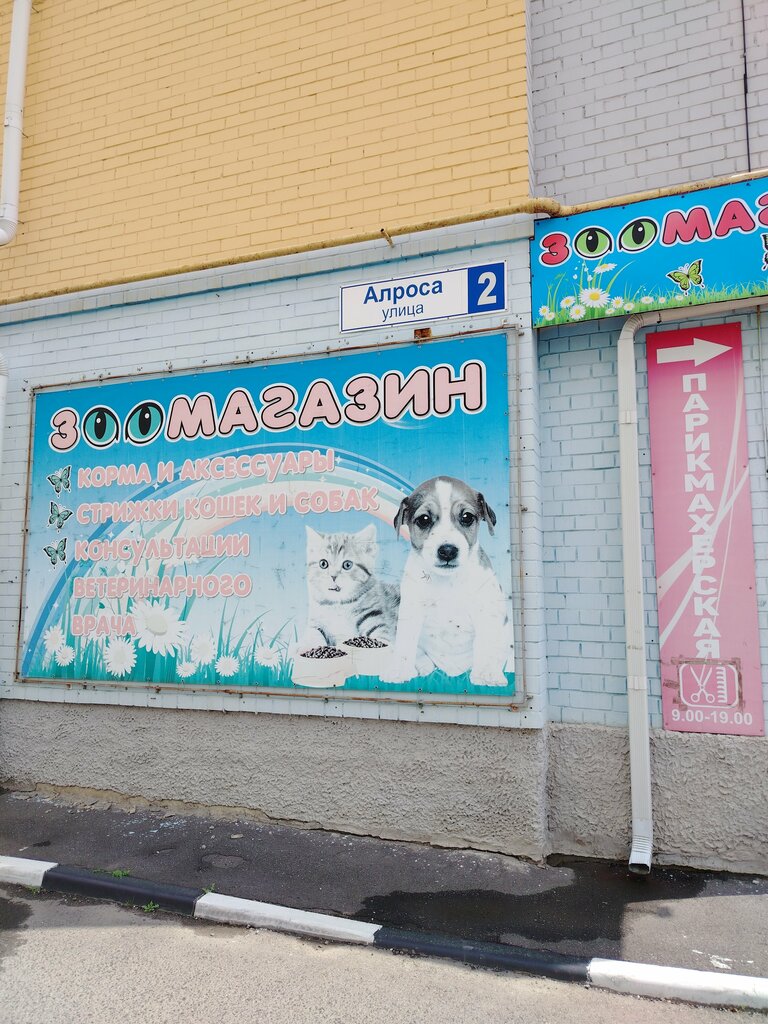 Алроса
улица
2
ЗООМАГАЗИН
КОРМА И АКСЕССУАРЫ
СТРИЖКИ КОШЕК И СОБАК
КОНСУЛЬТАЦИИ
ВЕТЕРИНАРНОГО
ВРАЧА
ЗООМАГ
ПАРИКМАХЕРСКАЯ
9.00-19.00